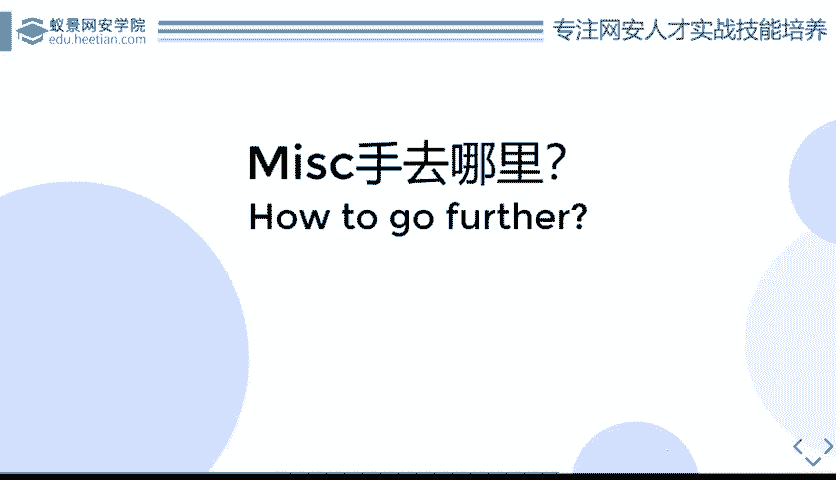 蚁景网安学院
edu.heetian.com
专注网安人才实战技能培养
Misc手去哪里？
How to go further?